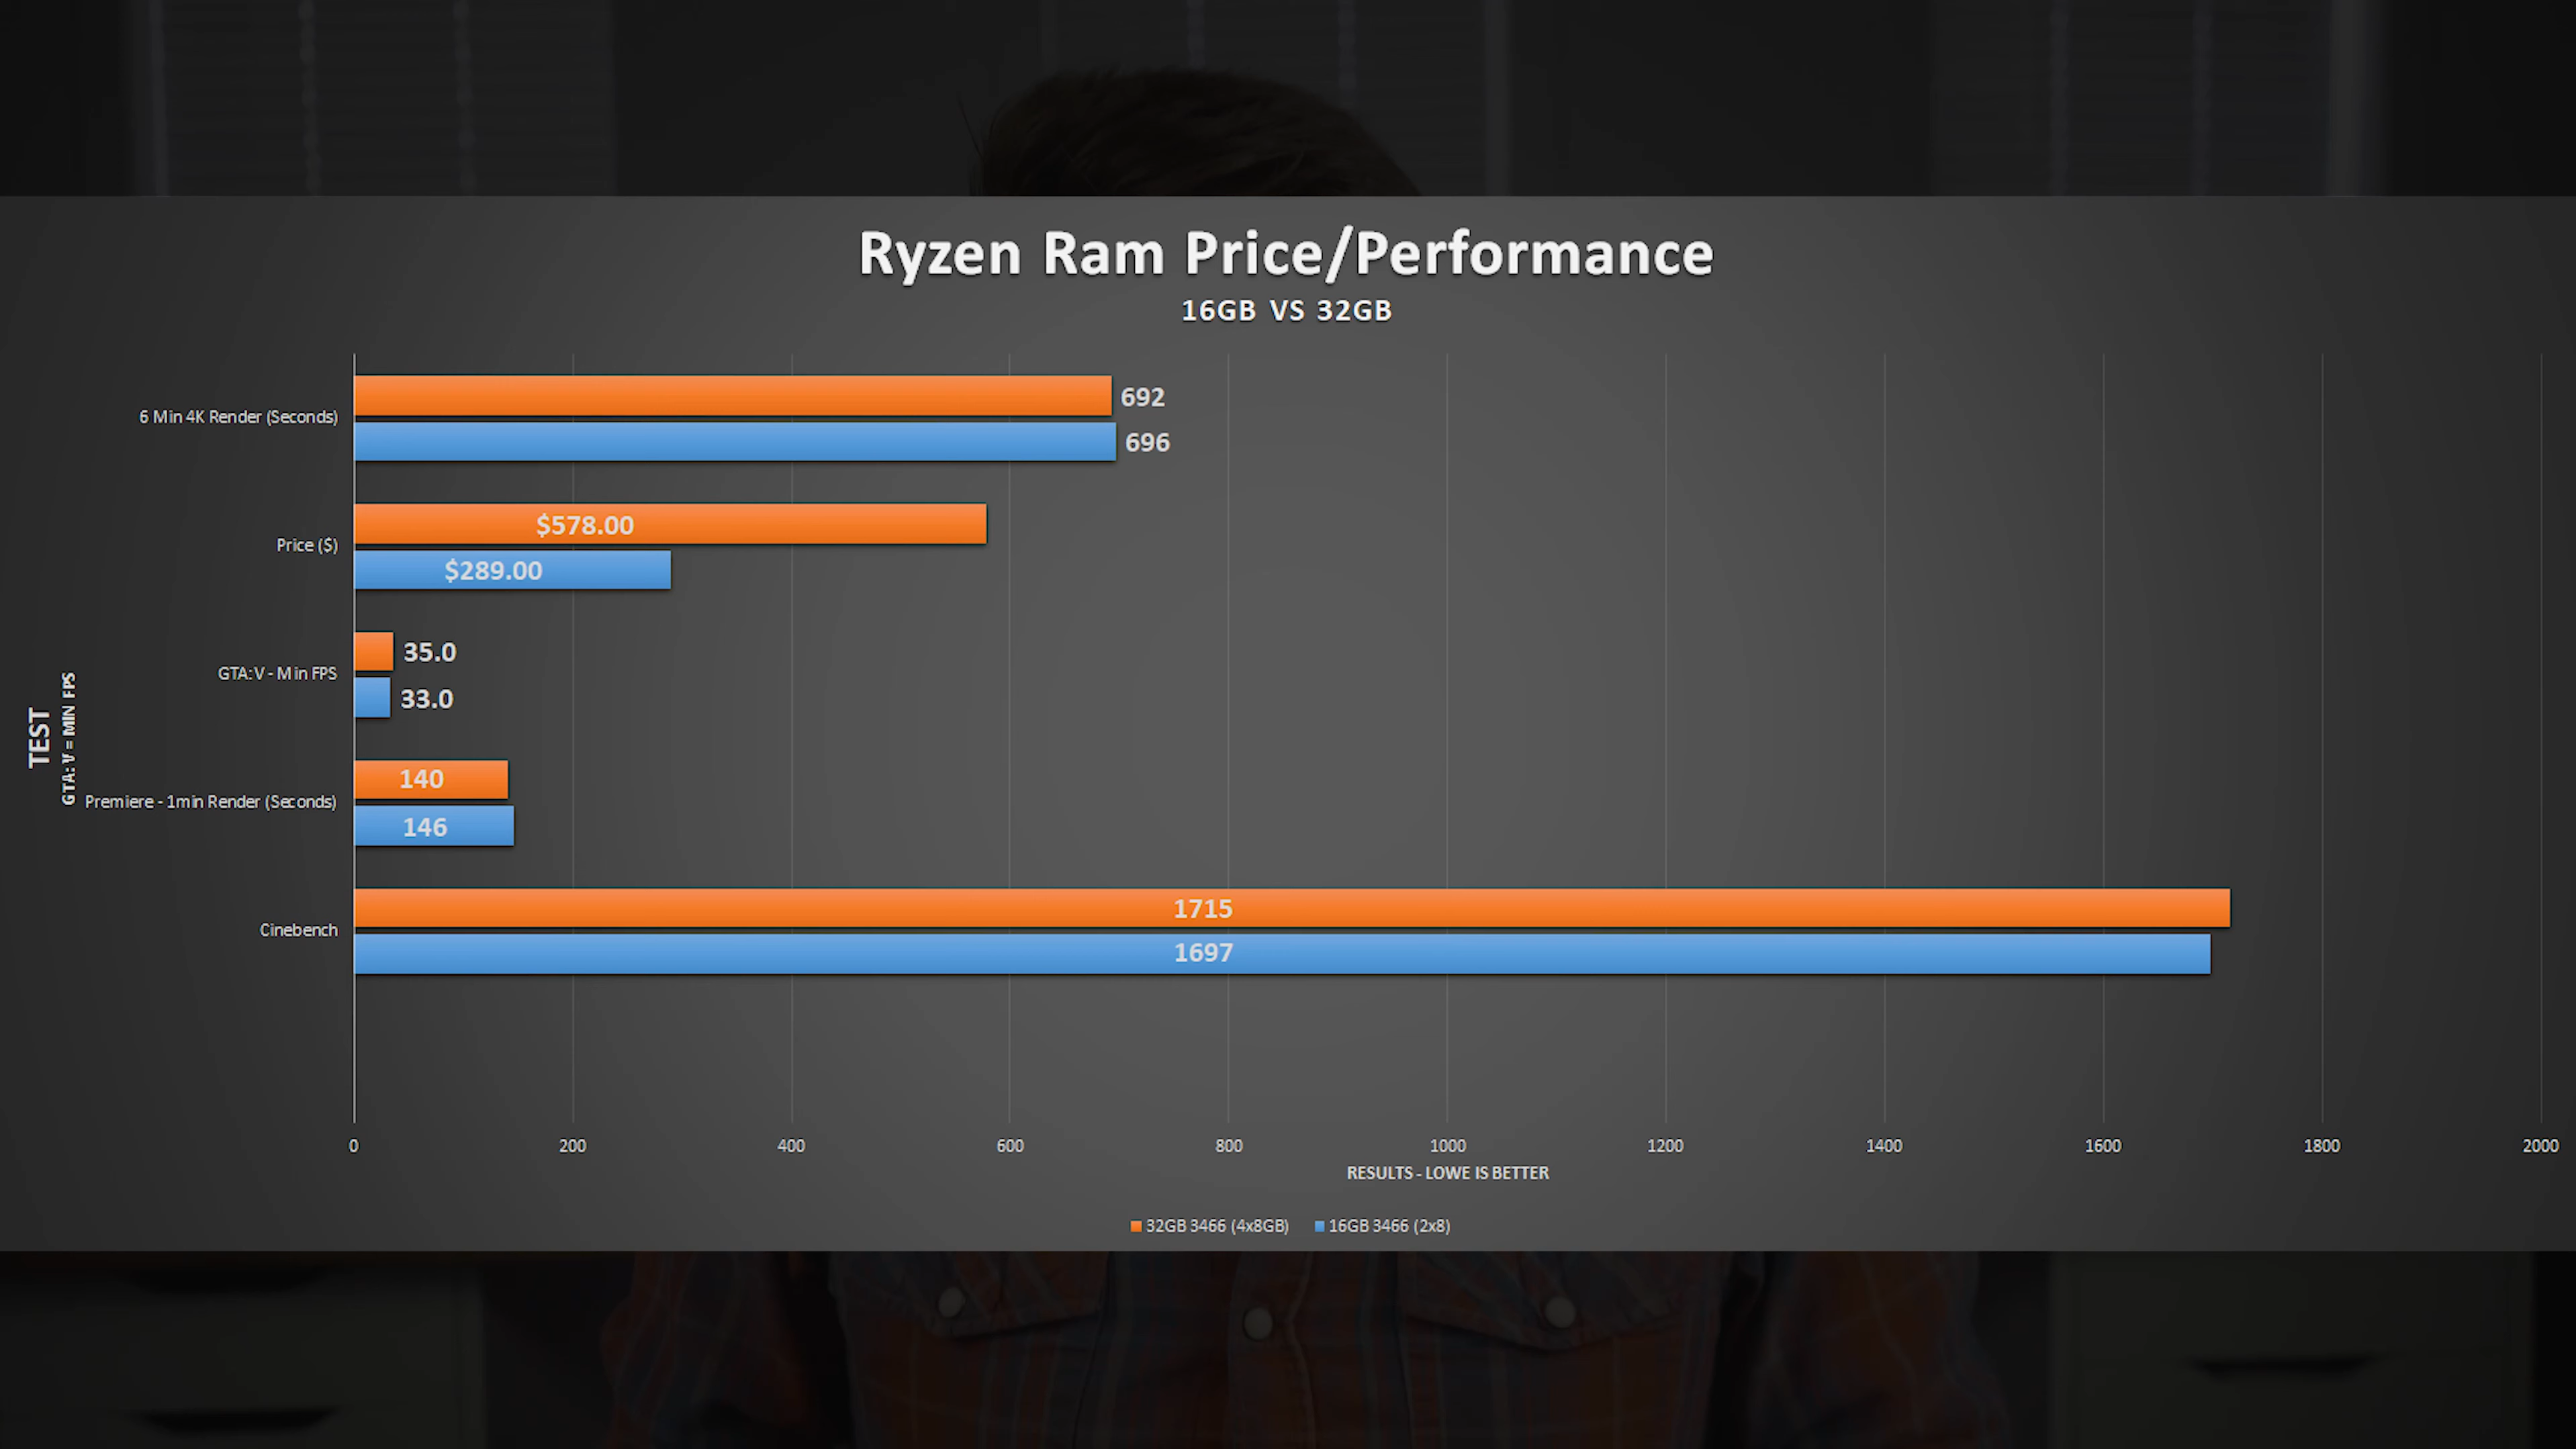 Ryzen Ram Price/Performance
16GB VS 32GB
6 Min 4K Render (Seconds)
692
696
Price ($)
$578.00
$289.00
GTA: V - Min FPS
35.0
33.0
TEST
GTA: V = MIN FPS
Premiere - 1min Render (Seconds)
140
146
Cinebench
1715
1697
0 200 400 600 800 1000 1200 1400 1600 1800 2000
RESULTS - LOWE IS BETTER
32GB 3466 (4x8GB) 16GB 3466 (2x8)